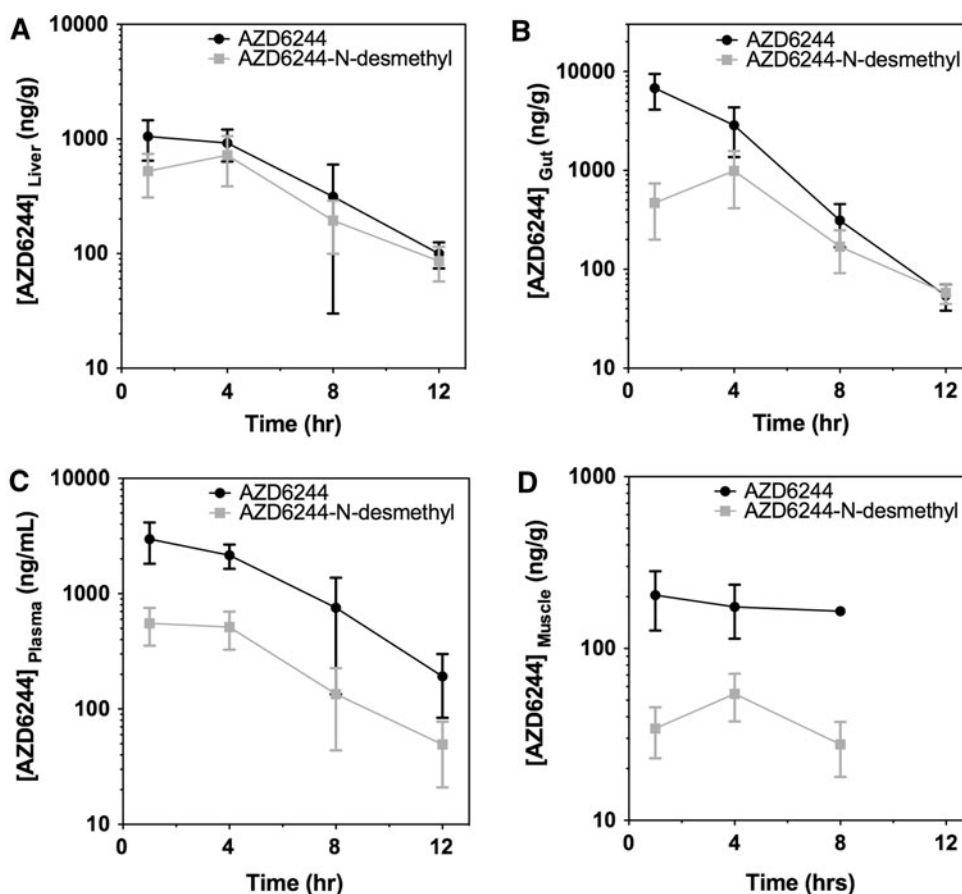 A
10000
1000
100
10
[AZD6244] Liver (ng/g)
AZD6244
AZD6244-N-desmethyl
0 4 8 12
Time (hr)
B
10000
1000
100
10
[AZD6244] Gut (ng/g)
AZD6244
AZD6244-N-desmethyl
0 4 8 12
Time (hr)
C
10000
1000
100
10
[AZD6244] Plasma (ng/mL)
AZD6244
AZD6244-N-desmethyl
0 4 8 12
Time (hr)
D
1000
100
10
[AZD6244] Muscle (ng/g)
AZD6244
AZD6244-N-desmethyl
0 4 8 12
Time (hrs)